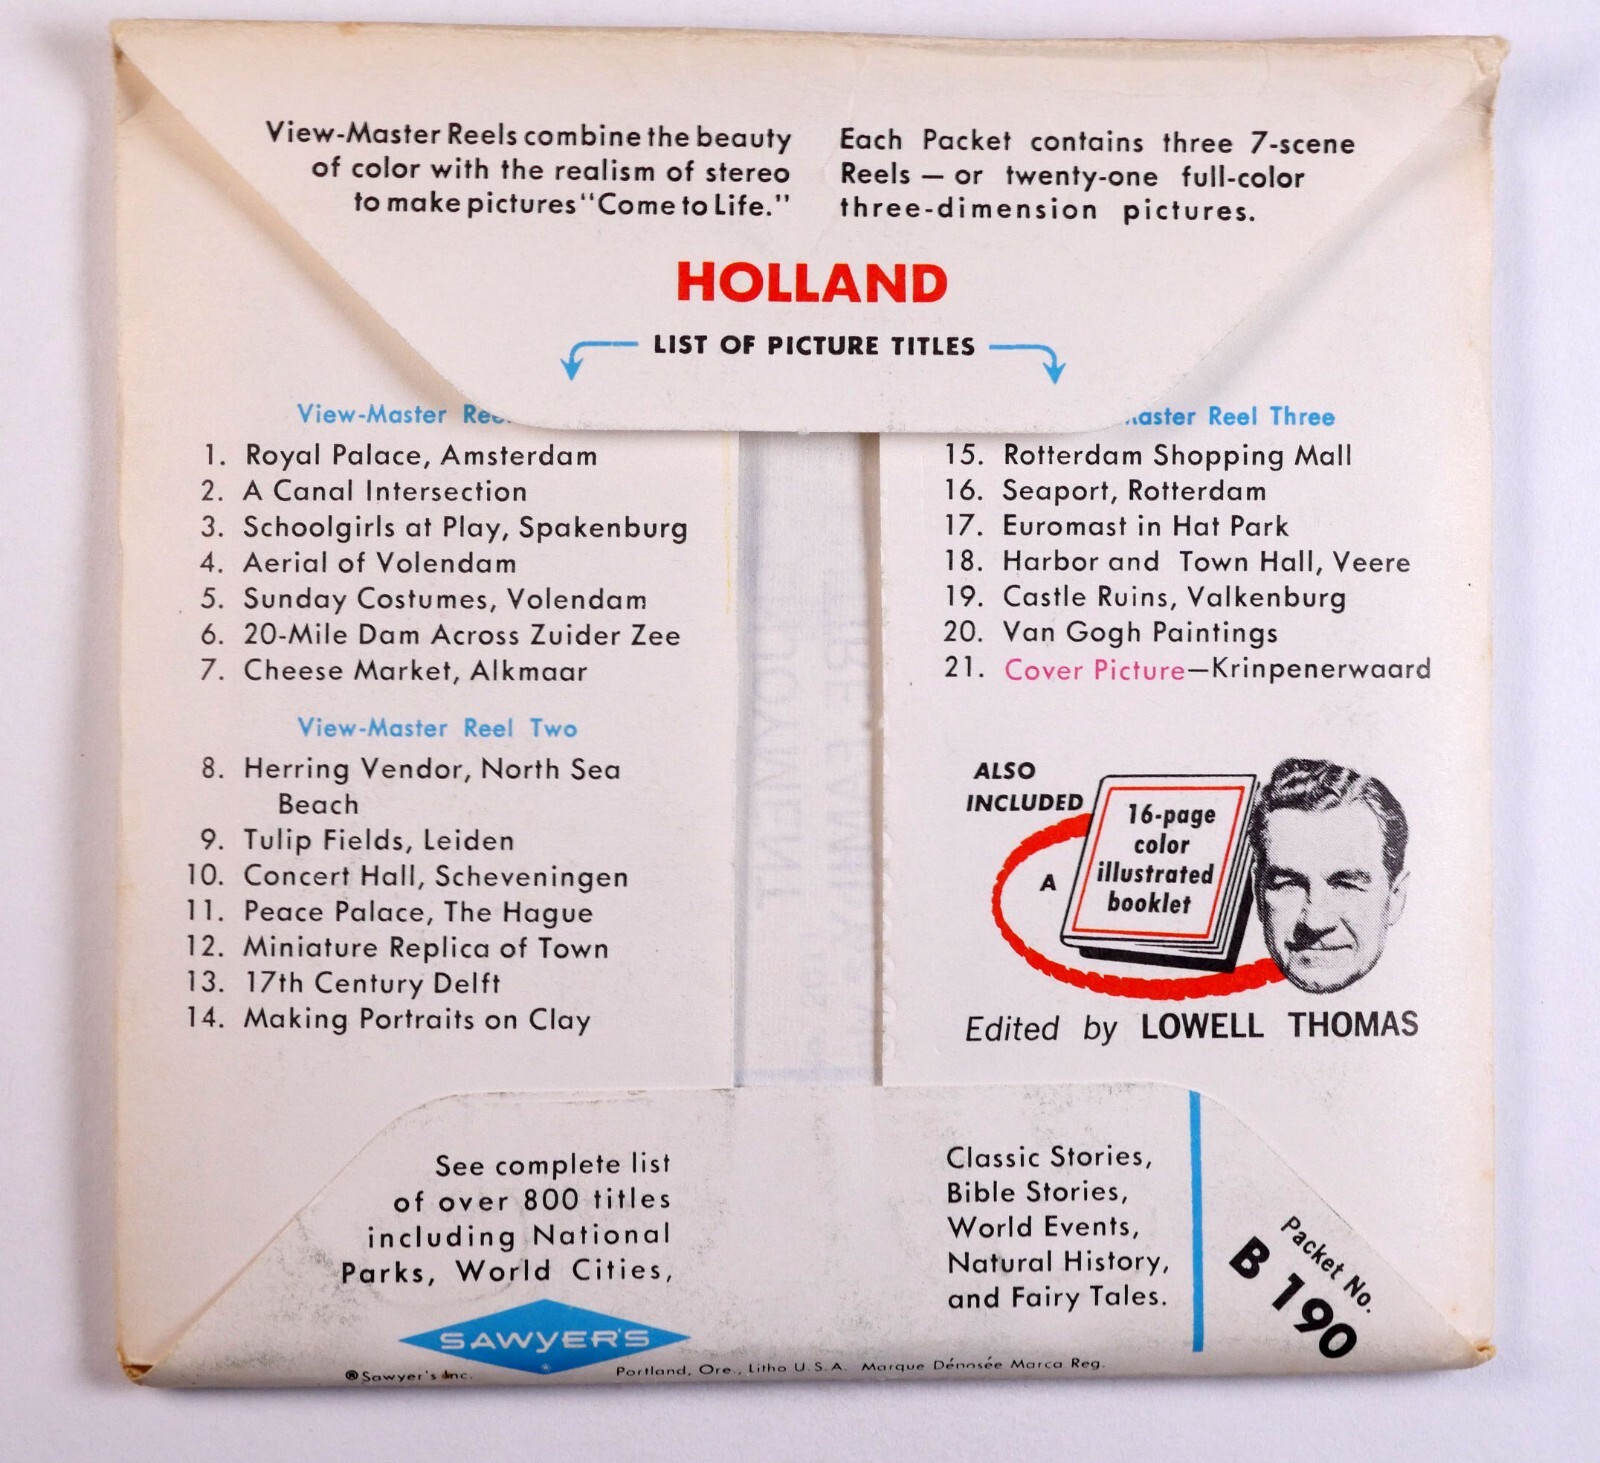 View-Master Reels combine the beauty
of color with the realism of stereo
to make pictures "Come to Life."
Each Packet contains three 7-scene
Reels — or twenty-one full-color
three-dimension pictures.
HOLLAND
LIST OF PICTURE TITLES
View-Master
1. Royal Palace, Amsterdam
2. A Canal Intersection
3. Schoolgirls at Play, Spakenburg
4. Aerial of Volendam
5. Sunday Costumes, Volendam
6. 20-Mile Dam Across Zuider Zee
7. Cheese Market, Alkmaar
View-Master Reel Two
8. Herring Vendor, North Sea
Beach
9. Tulip Fields, Leiden
10. Concert Hall, Scheveningen
11. Peace Palace, The Hague
12. Miniature Replica of Town
13. 17th Century Delft
14. Making Portraits on Clay
Reel Three
15. Rotterdam Shopping Mall
16. Seaport, Rotterdam
17. Euromast in Hat Park
18. Harbor and Town Hall, Veere
19. Castle Ruins, Valkenburg
20. Van Gogh Paintings
21. Cover Picture—Krinpenerwaard
ALSO
INCLUDED
A
16-page
color
illustrated
booklet
Edited by LOWELL THOMAS
See complete list
of over 800 titles
including National
Parks, World Cities,
Classic Stories,
Bible Stories,
World Events,
Natural History,
and Fairy Tales.
Packet No.
B 190
SAWYER'S
® Sawyer's Inc.
Portland, Ore., Litho U.S.A. Marque Dénosée Marca Reg.